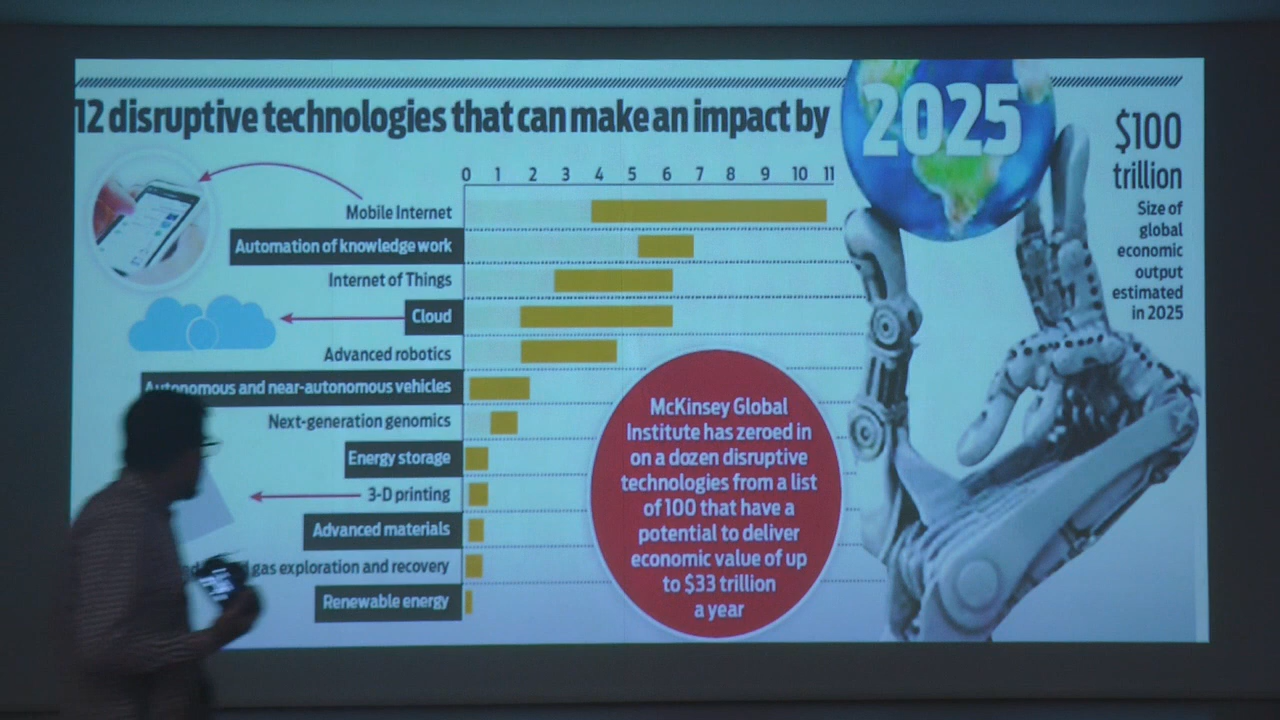 12 disruptive technologies that can make an impact by 2025
0 1 2 3 4 5 6 7 8 9 10 11
Mobile Internet
Automation of knowledge work
Internet of Things
Cloud
Advanced robotics
Autonomous and near-autonomous vehicles
Next-generation genomics
Energy storage
3-D printing
Advanced materials
gas exploration and recovery
Renewable energy
McKinsey Global
Institute has zeroed in
on a dozen disruptive
technologies from a list
of 100 that have a
potential to deliver
economic value of up
to $33 trillion
a year
$100
trillion
Size of
global
economic
output
estimated
in 2025